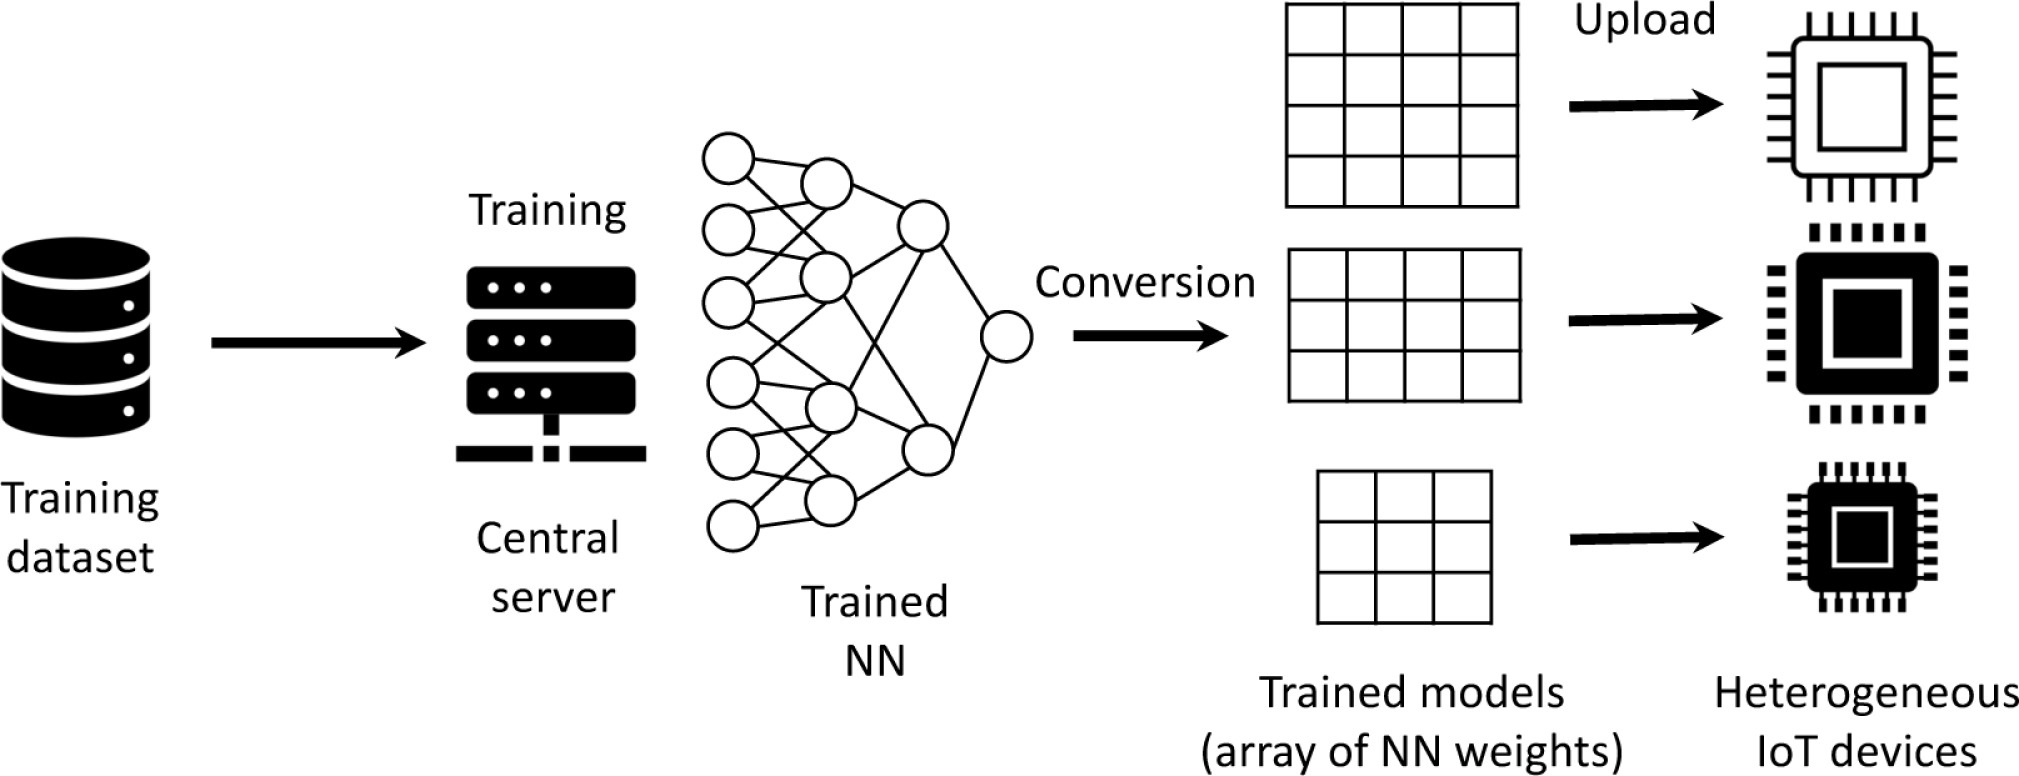 Training
dataset
Training
Central
server
Trained
NN
Conversion
Upload
Trained models
(array of NN weights)
Heterogeneous
IoT devices